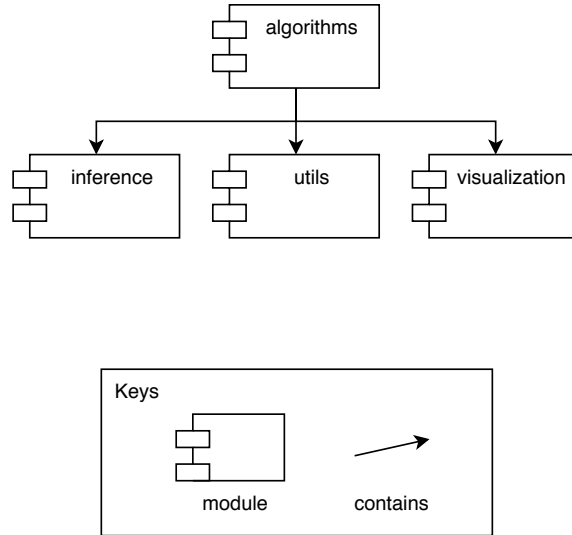 algorithms
inference
utils
visualization
Keys
module
contains